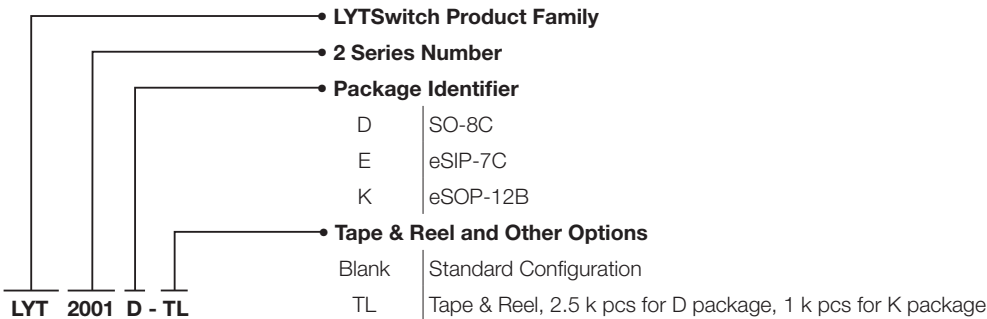 LYTSwitch Product Family
2 Series Number
Package Identifier
D SO-8C
E eSIP-7C
K eSOP-12B
Tape & Reel and Other Options
Blank Standard Configuration
TL Tape & Reel, 2.5 k pcs for D package, 1 k pcs for K package
LYT 2001 D - TL